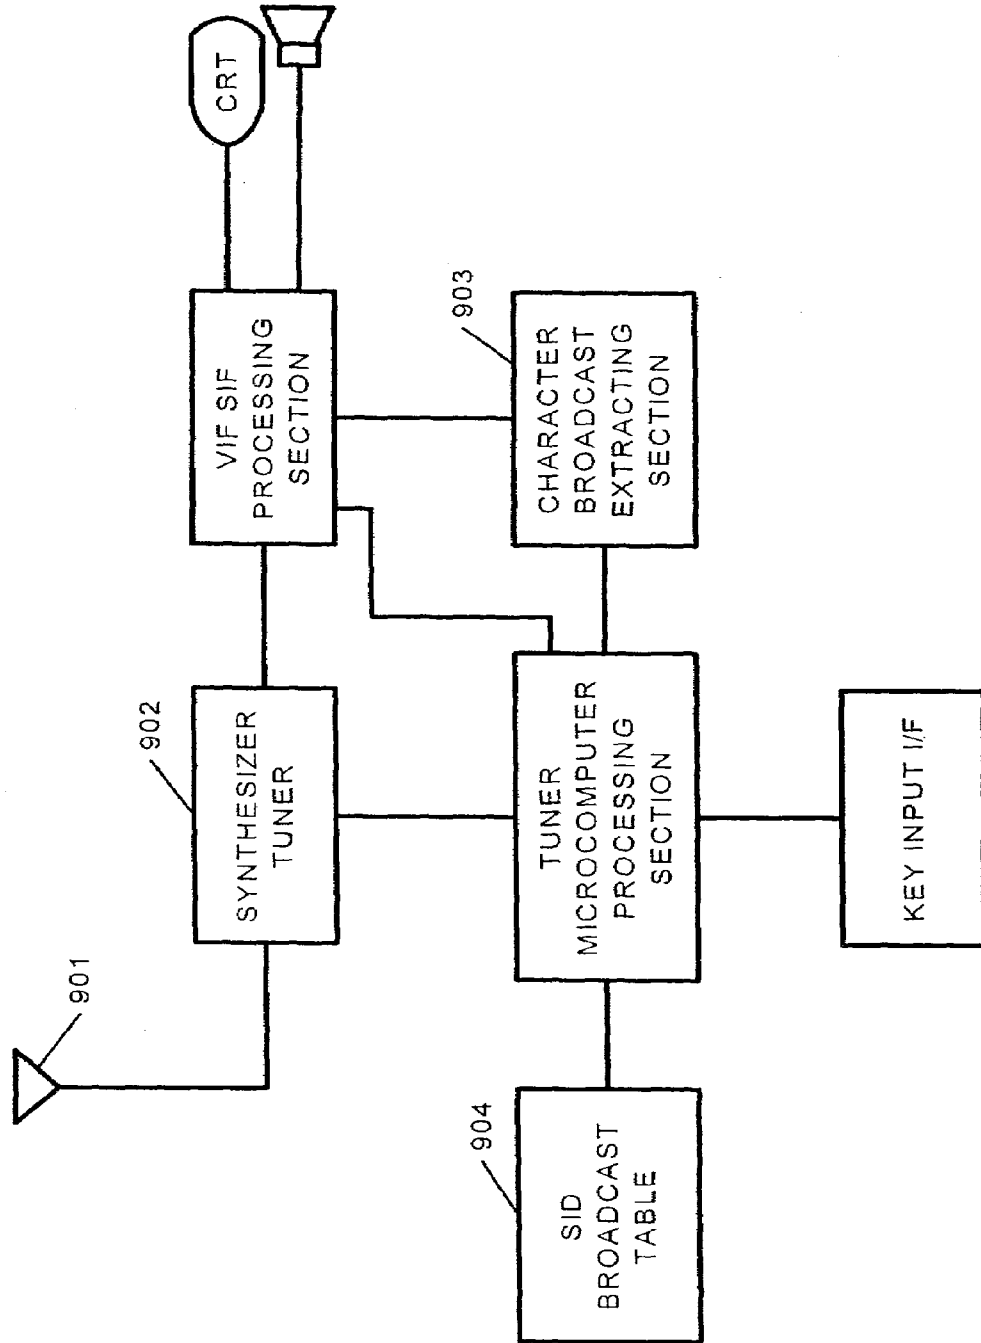 901
902
SYNTHESIZER
TUNER
VIF SIF
PROCESSING
SECTION
CRT
903
CHARACTER
BROADCAST
EXTRACTING
SECTION
904
SID
BROADCAST
TABLE
TUNER
MICROCOMPUTER
PROCESSING
SECTION
KEY INPUT I/F